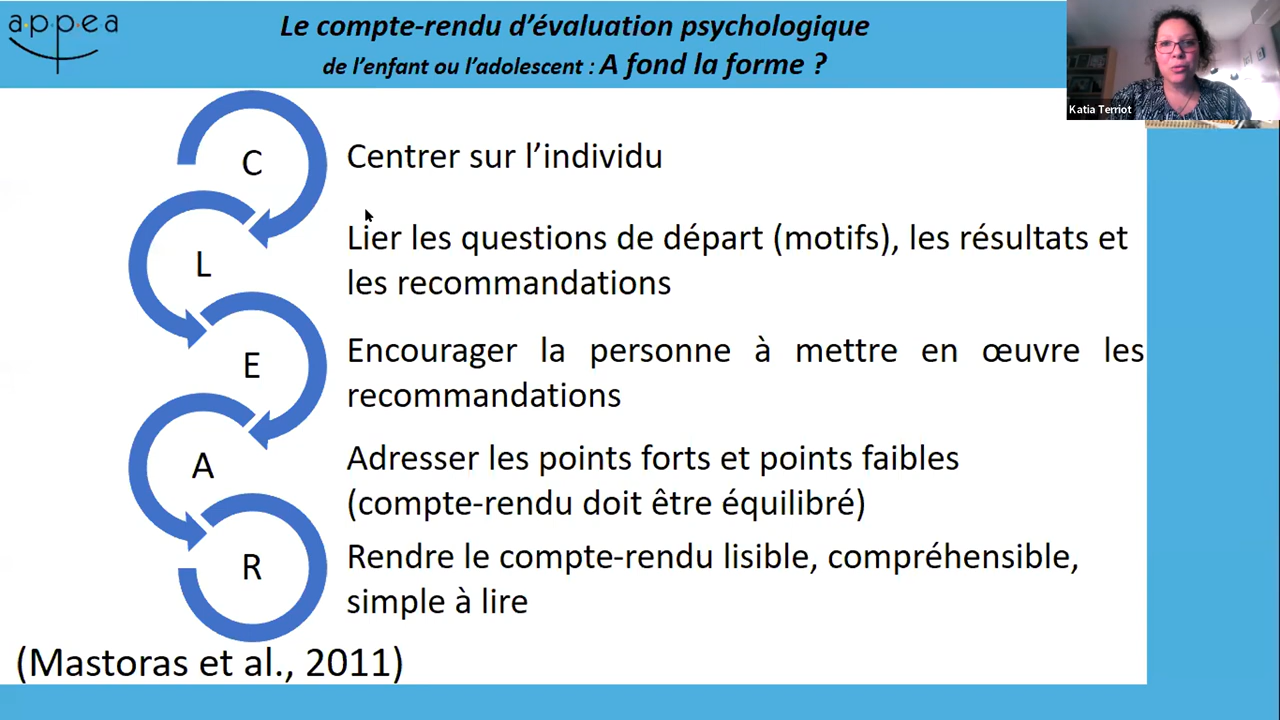 a·p·p·e·a
Le compte-rendu d'évaluation psychologique
de l'enfant ou l'adolescent : A fond la forme ?
Katia Terriot
C
Centrer sur l'individu
L
Lier les questions de départ (motifs), les résultats et
les recommandations
E
Encourager la personne à mettre en œuvre les
recommandations
A
Adresser les points forts et points faibles
(compte-rendu doit être équilibré)
R
Rendre le compte-rendu lisible, compréhensible,
simple à lire
(Mastoras et al., 2011)